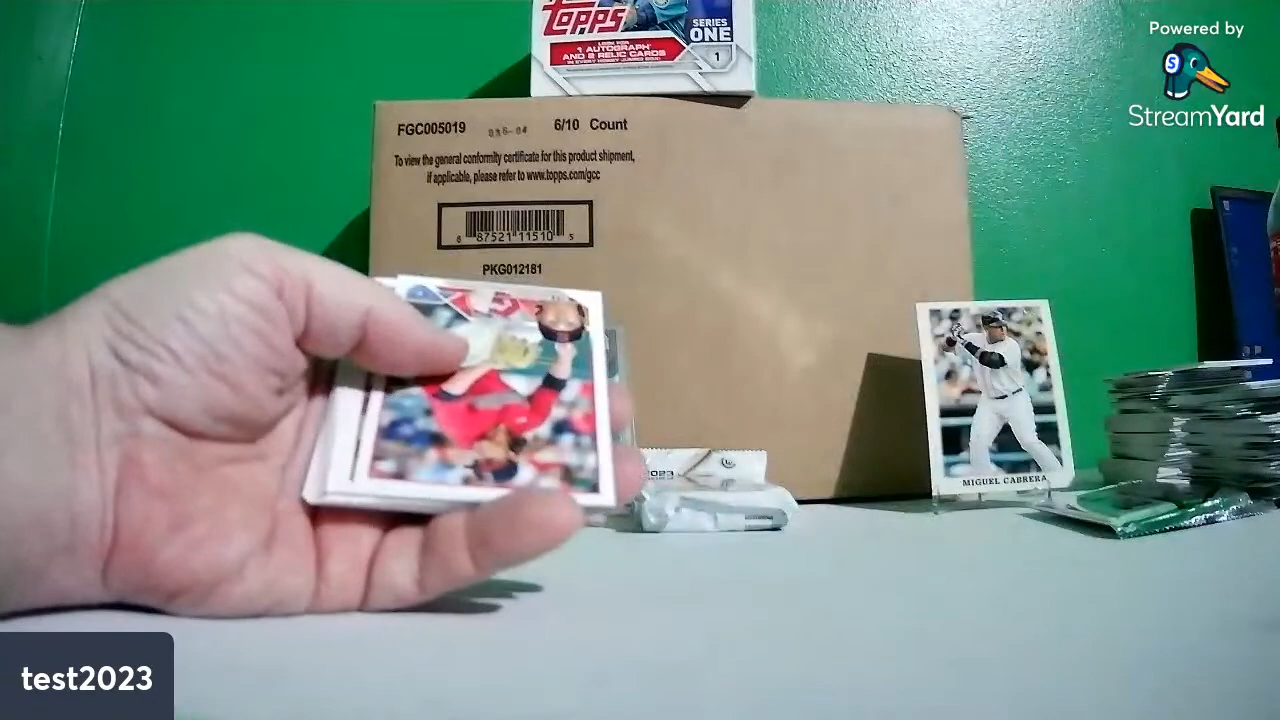 Powered by
StreamYard
Topps
SERIES
ONE
1 AUTOGRAPH
AND 2 RELIC CARDS
1
FGC005019
6/10 Count
To view the general conformity certificate for this product shipment,
if applicable, please refer to www.topps.com/gcc
6 87521 11510 5
PKG012181
2023
MIGUEL CABRERA
test2023